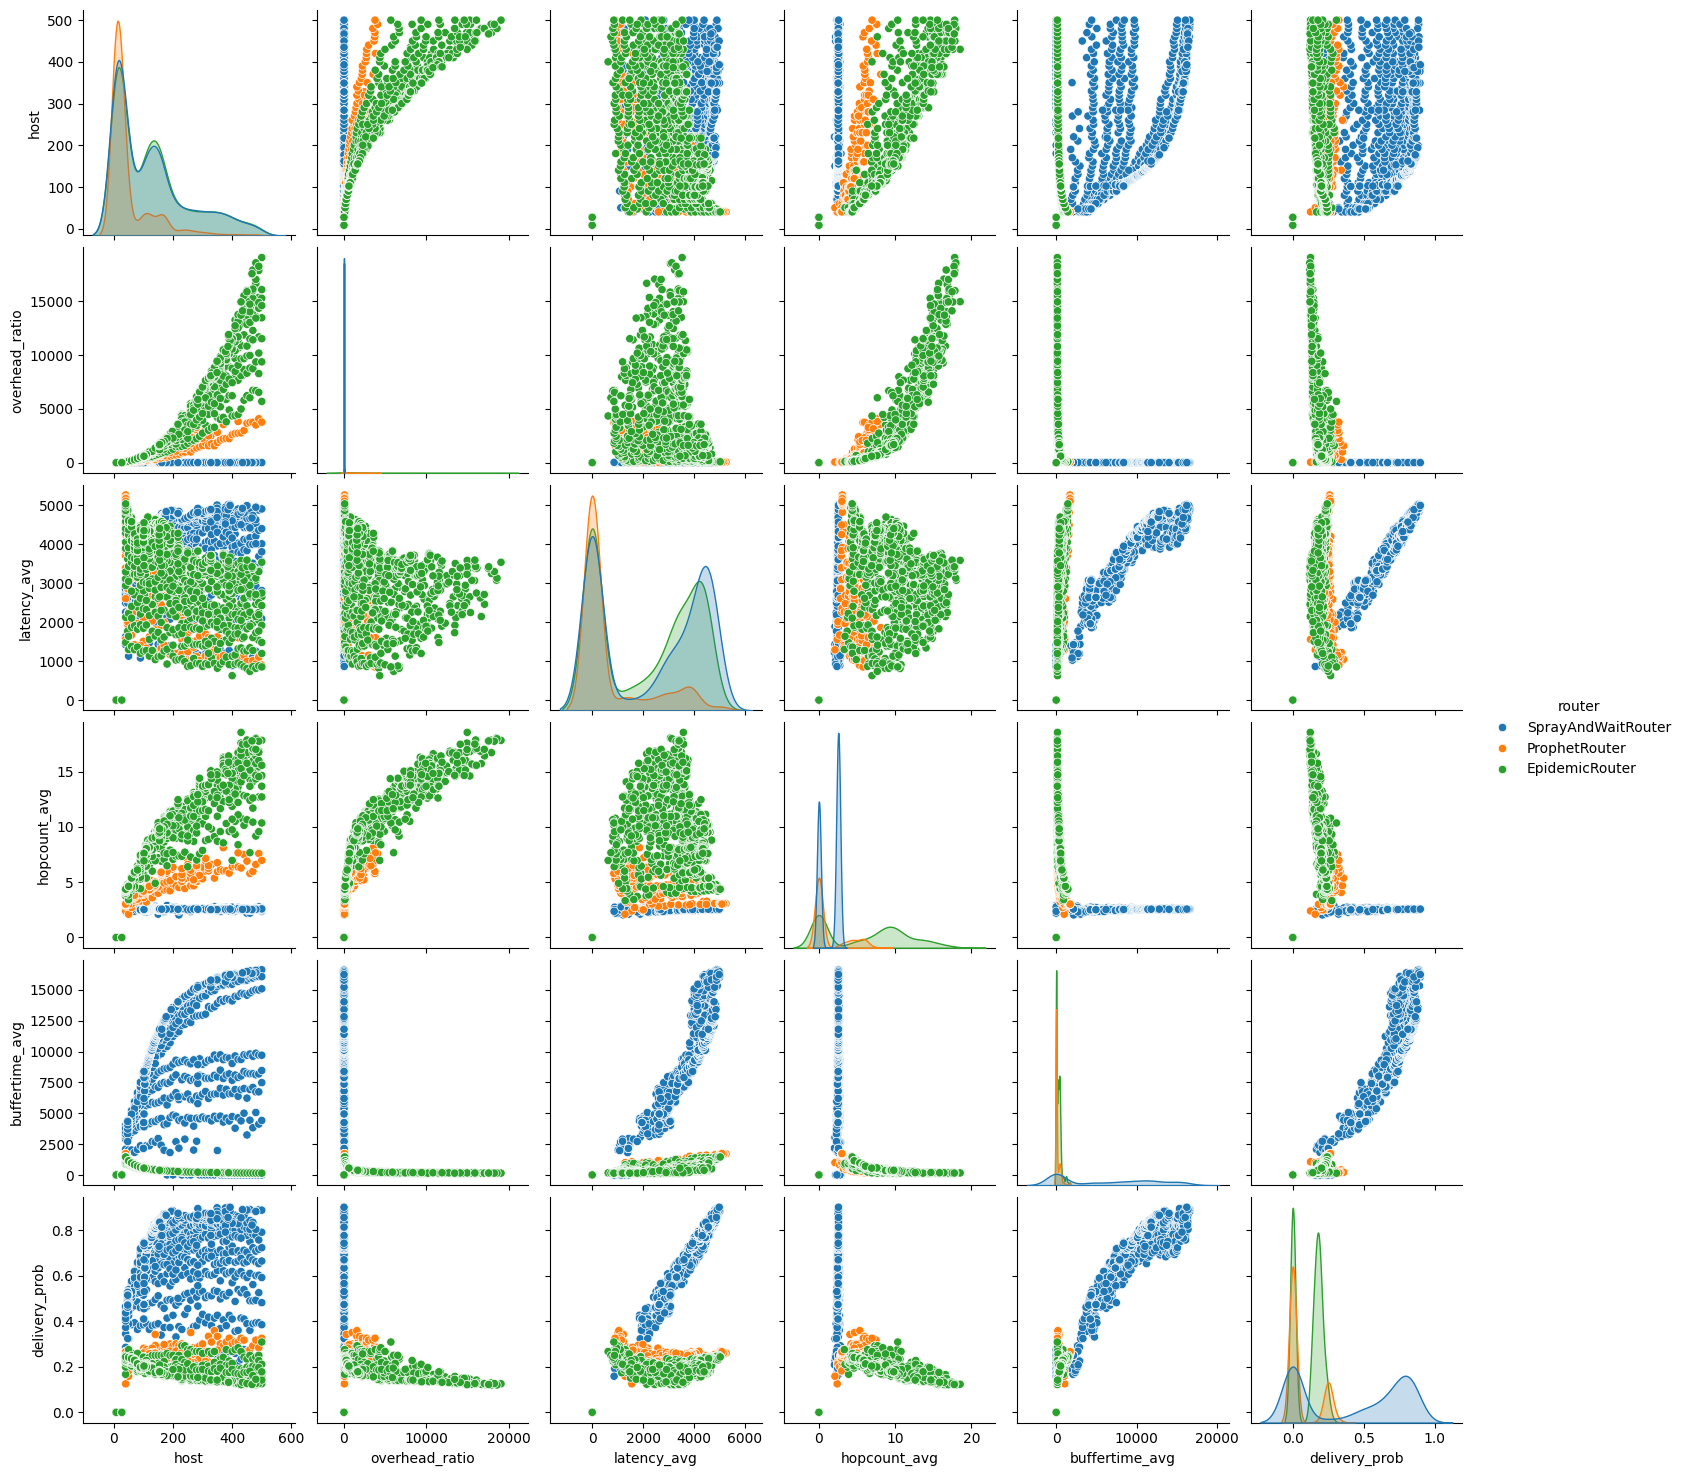 500
400
300
200
100
0
host
15000
10000
5000
0
overhead_ratio
5000
4000
3000
2000
1000
0
latency_avg
router
SprayAndWaitRouter
ProphetRouter
EpidemicRouter
15
10
5
0
hopcount_avg
15000
12500
10000
7500
5000
2500
0
buffertime_avg
0.8
0.6
0.4
0.2
0.0
delivery_prob
0 200 400 600
0 10000 20000
0 2000 4000 6000
0 10 20
0 10000 20000
0.0 0.5 1.0
host
overhead_ratio
latency_avg
hopcount_avg
buffertime_avg
delivery_prob